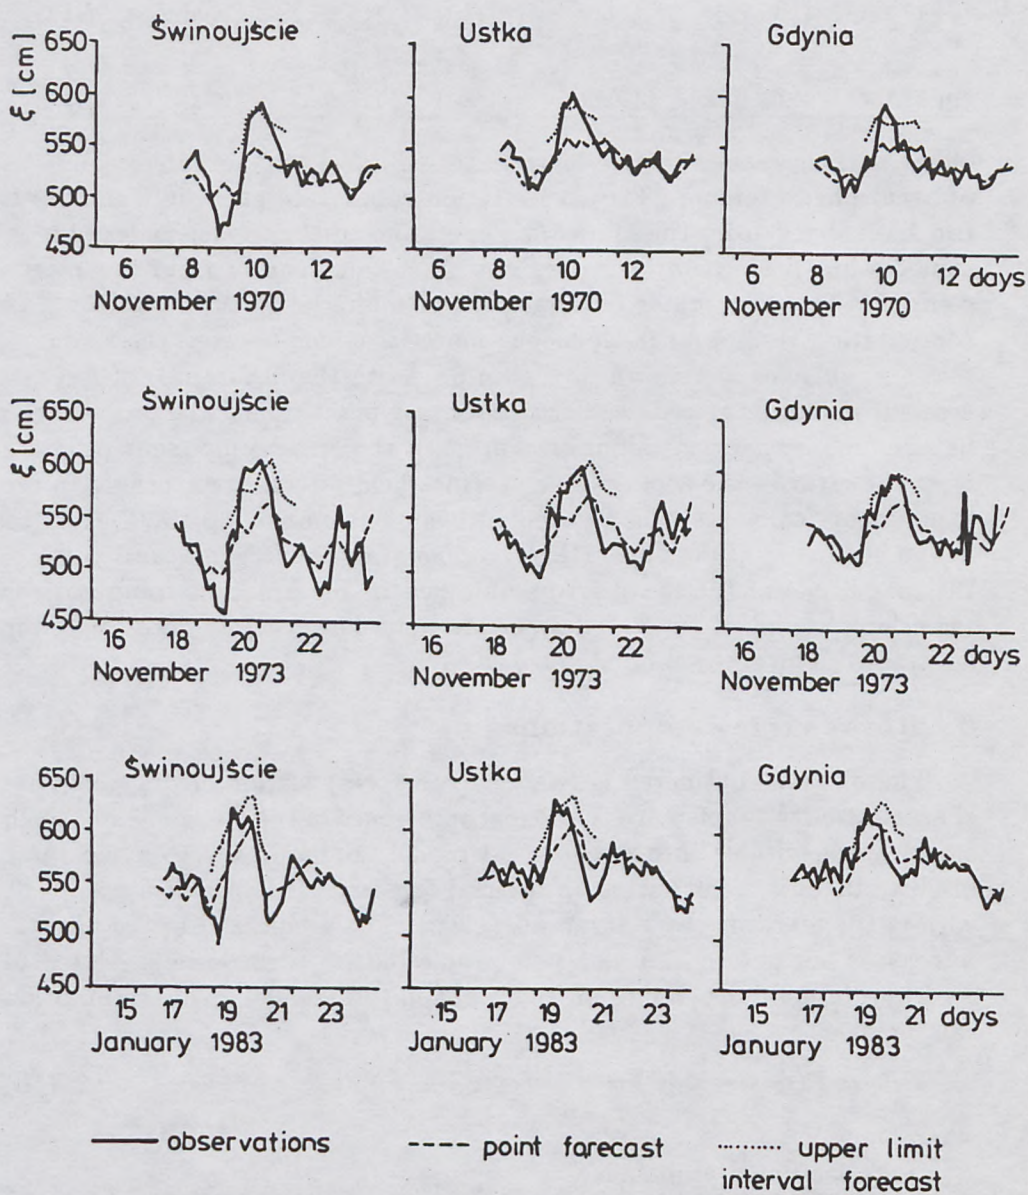 Świnoujście Ustka Gdynia
ξ [cm]
650
600
550
500
450
6 8 10 12 6 8 10 12 6 8 10 12 days
November 1970 November 1970 November 1970
Świnoujście Ustka Gdynia
ξ [cm]
650
600
550
500
450
16 18 20 22 16 18 20 22 16 18 20 22 days
November 1973 November 1973 November 1973
Świnoujście Ustka Gdynia
ξ [cm]
650
600
550
500
450
15 17 19 21 23 15 17 19 21 23 15 17 19 21 days
January 1983 January 1983 January 1983
observations point forecast upper limit
interval forecast